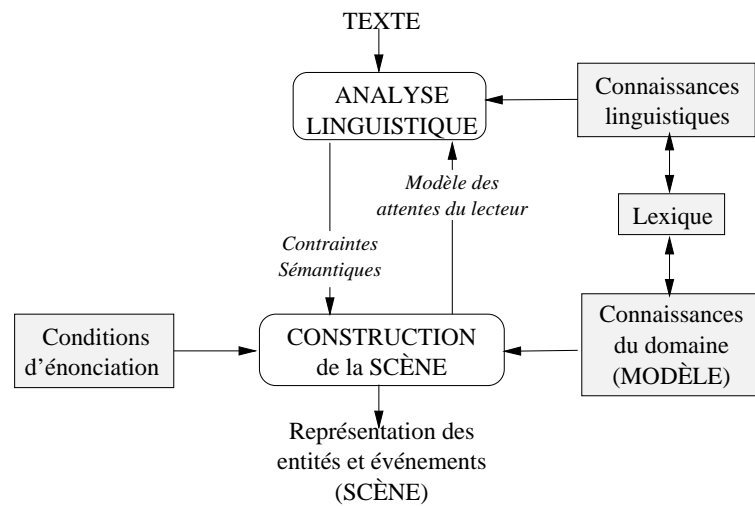 TEXTE
ANALYSE
LINGUISTIQUE
Connaissances
linguistiques
Modèle des
attentes du lecteur
Lexique
Contraintes
Sémantiques
Conditions
d'énonciation
CONSTRUCTION
de la SCÈNE
Connaissances
du domaine
(MODÈLE)
Représentation des
entités et événements
(SCÈNE)